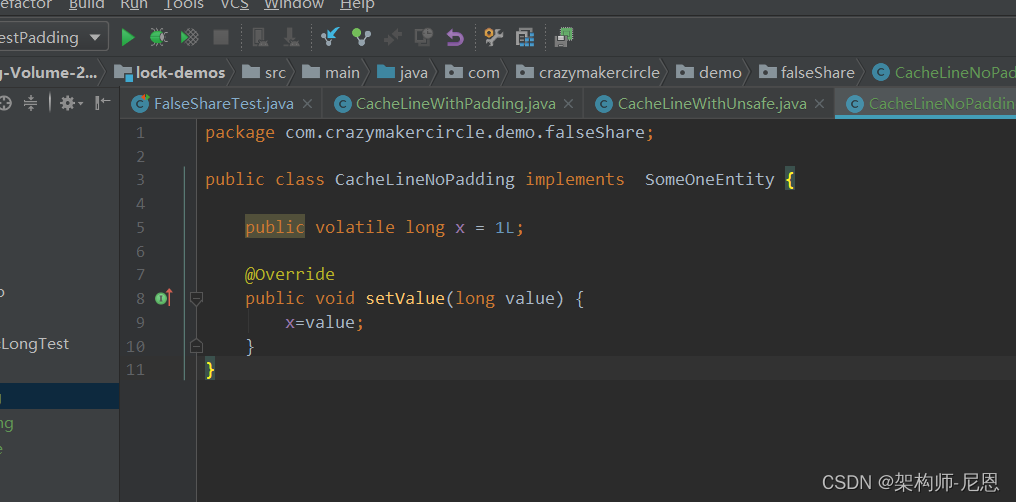 efactor Build Run Tools VCS Window Help
estPadding
g-Volume-2... lock-demos src main java com crazymakercircle demo falseShare CacheLineNoPad
FalseShareTest.java CacheLineWithPadding.java CacheLineWithUnsafe.java CacheLineNoPaddin
1 package com.crazymakercircle.demo.falseShare;
2
3 public class CacheLineNoPadding implements  SomeOneEntity {
4
5 public volatile long x = 1L;
6
7 @Override
8 public void setValue(long value) {
9 x=value;
LongTest
10 }
11 }
ng
CSDN @架构师-尼恩